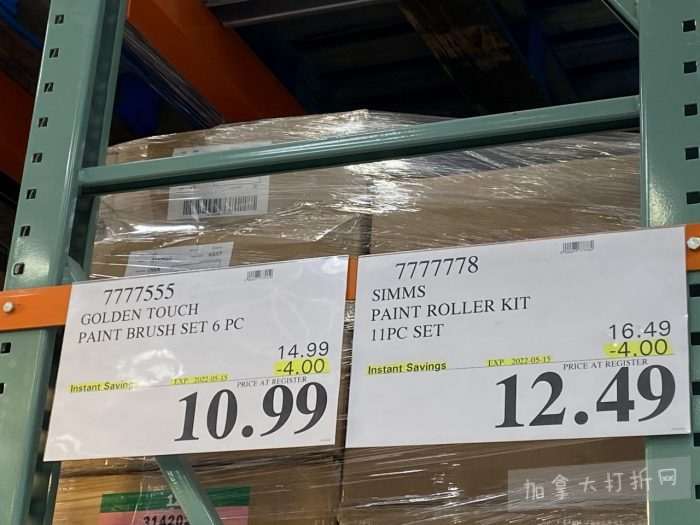 7777555
GOLDEN TOUCH
PAINT BRUSH SET 6 PC
14.99
-4.00
Instant Savings EXP. 2022-05-15 PRICE AT REGISTER
10.99
7777778
SIMMS
PAINT ROLLER KIT
11PC SET
16.49
-4.00
Instant Savings EXP. 2022-05-15 PRICE AT REGISTER
12.49
加拿大打折网